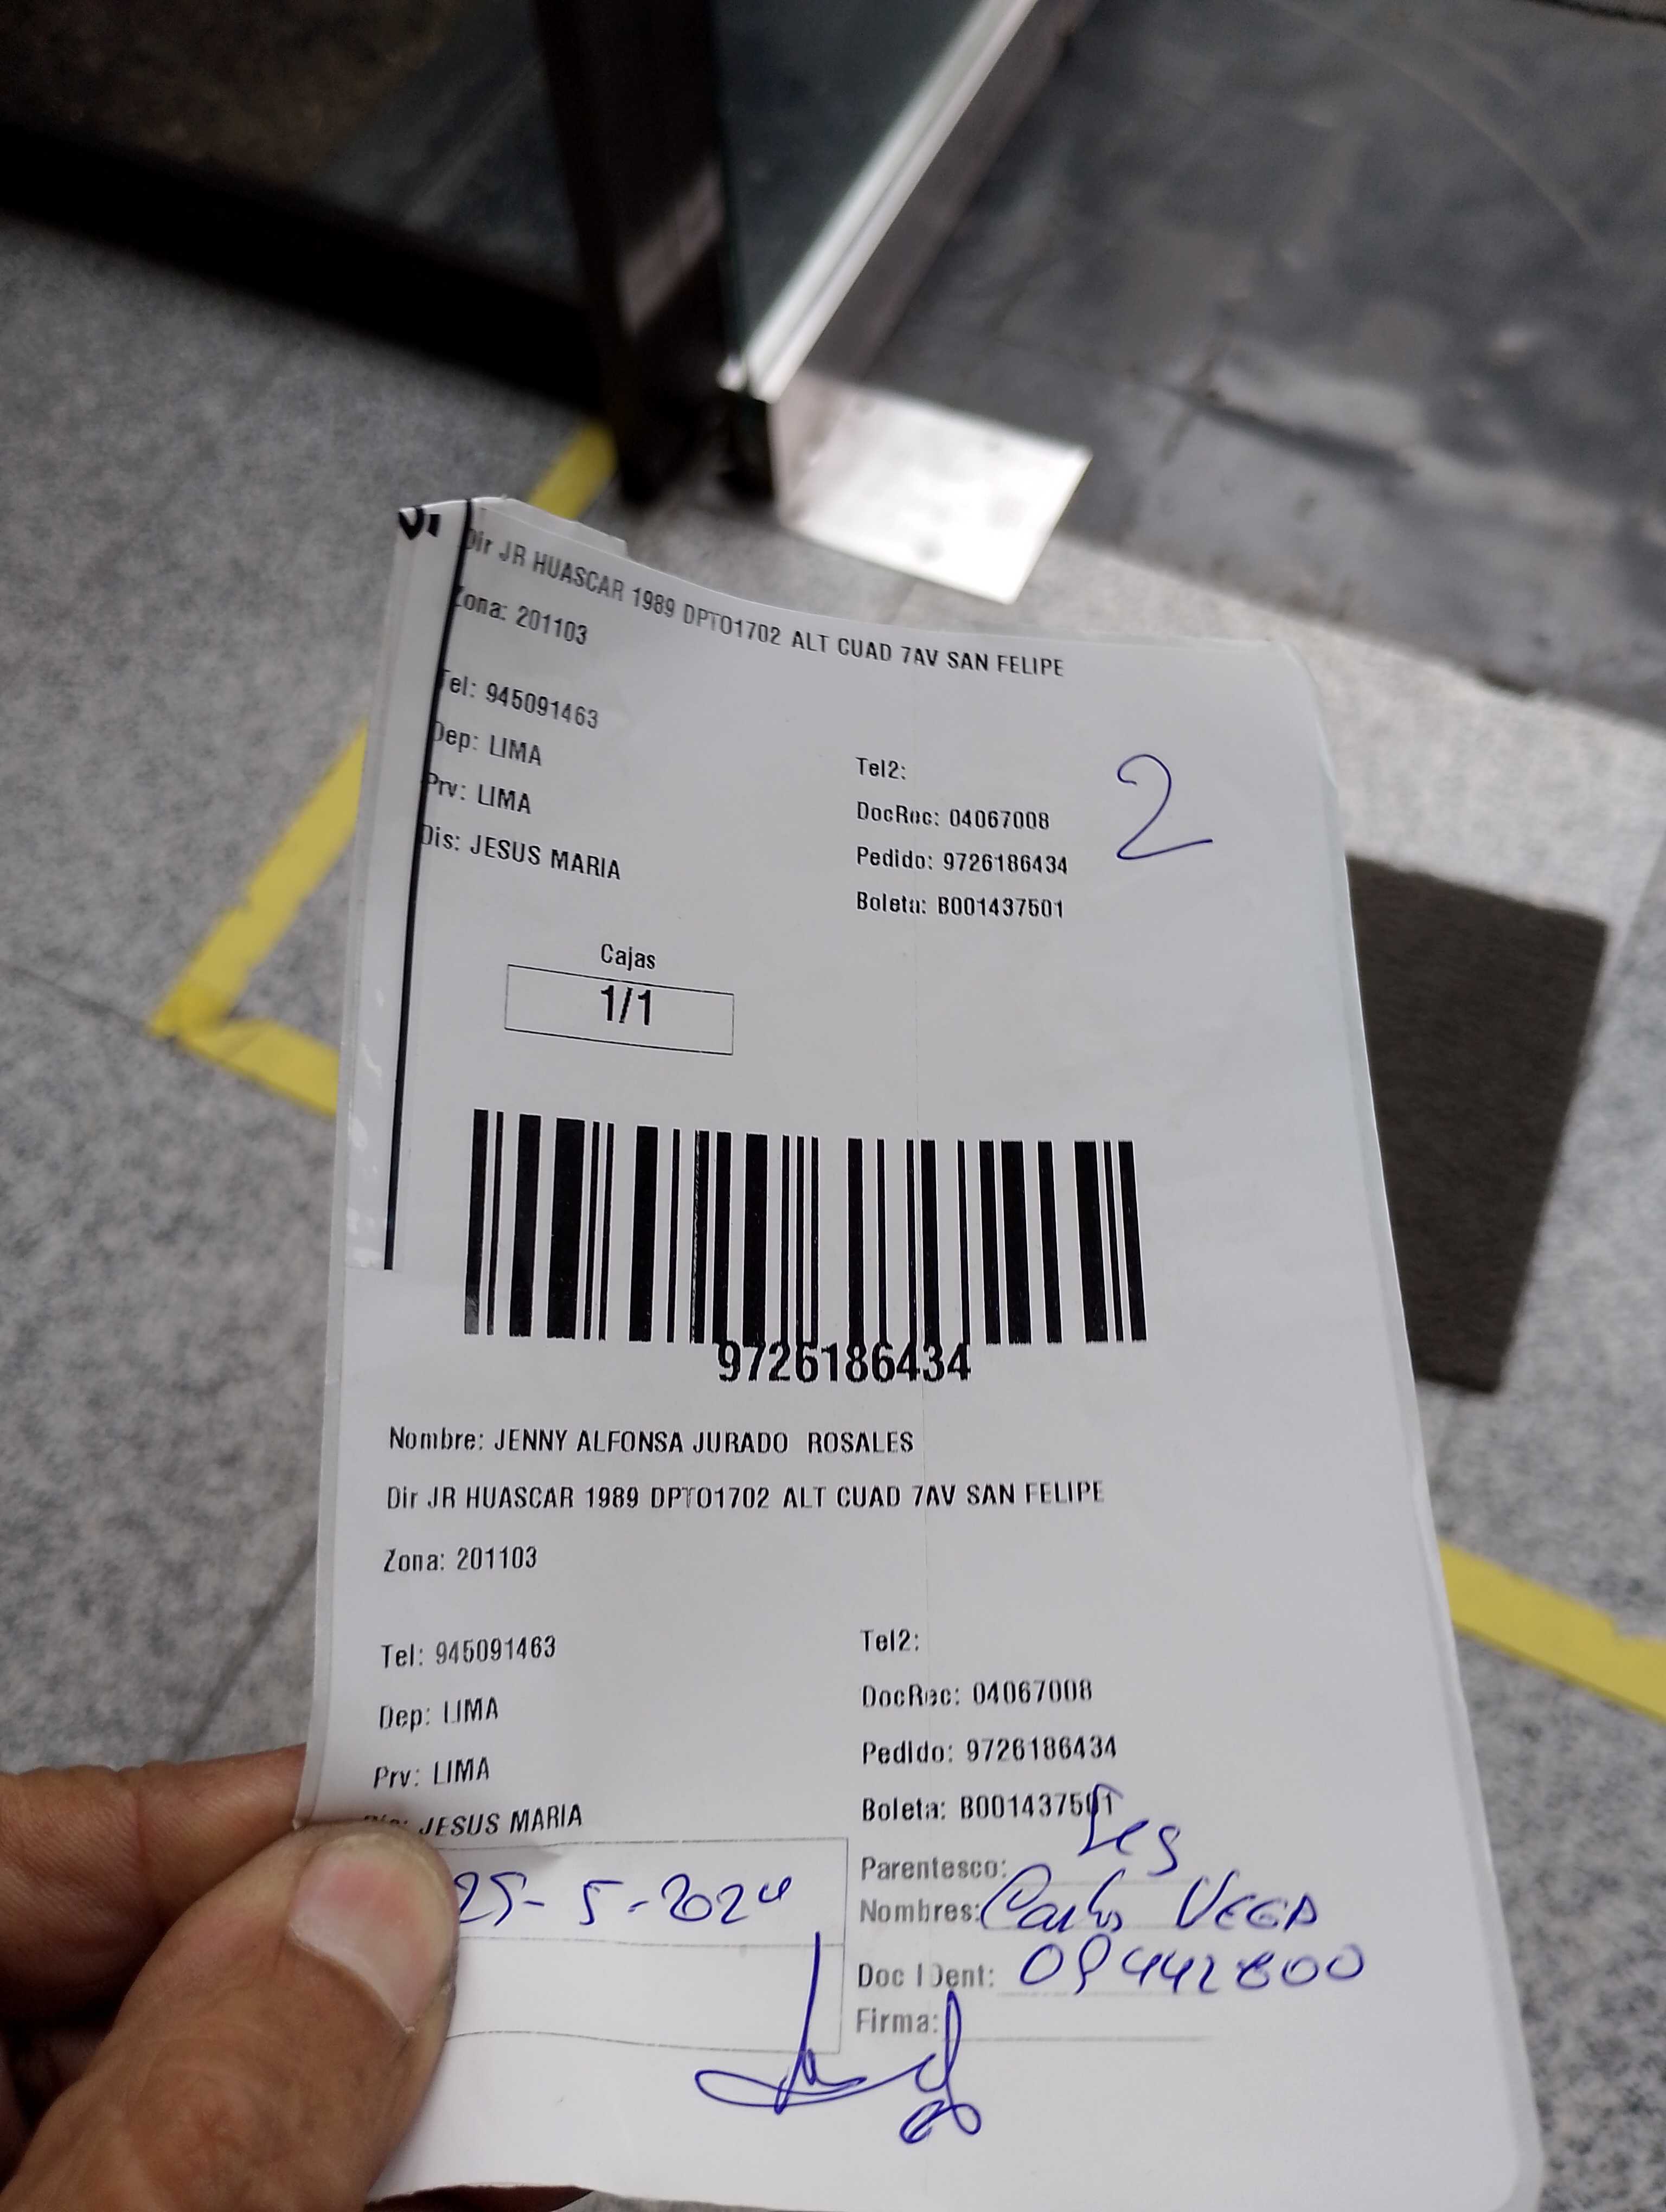 Dir JR HUASCAR 1989 DPTO1702 ALT CUAD 7AV SAN FELIPE
Zona: 201103
Tel: 945091463
Dep: LIMA
Prv: LIMA
Dis: JESUS MARIA
Tel2:
DocRec: 04067008
Pedido: 9726186434
Boleta: B001437501
2
Cajas
1/1
9726186434
Nombre: JENNY ALFONSA JURADO ROSALES
Dir JR HUASCAR 1989 DPTO1702 ALT CUAD 7AV SAN FELIPE
Zona: 201103
Tel: 945091463
Dep: LIMA
Prv: LIMA
JESUS MARIA
Tel2:
DocRec: 04067008
Pedido: 9726186434
Boleta: B001437501
25-5-2024
Parentesco:
Nombres: Carlos VEGA
Doc IDent:
Firma: